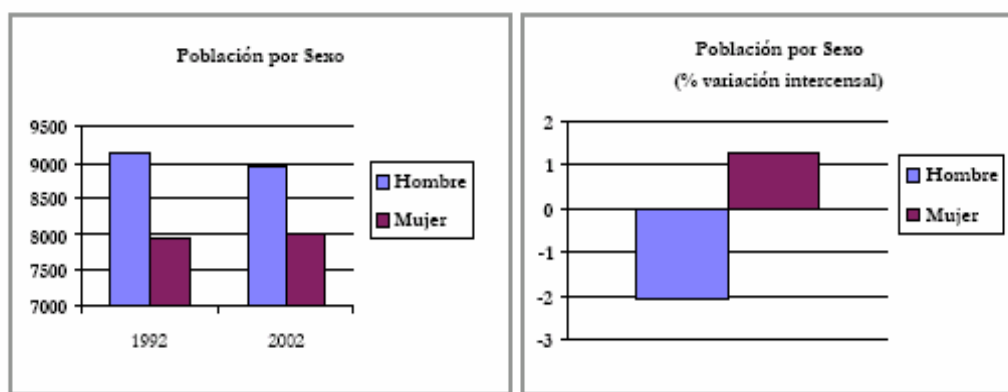 Población por Sexo
9500
9000
8500
8000
7500
7000
1992
2002
Hombre
Mujer
Población por Sexo
(% variación intercensal)
2
1
0
-1
-2
-3
Hombre
Mujer